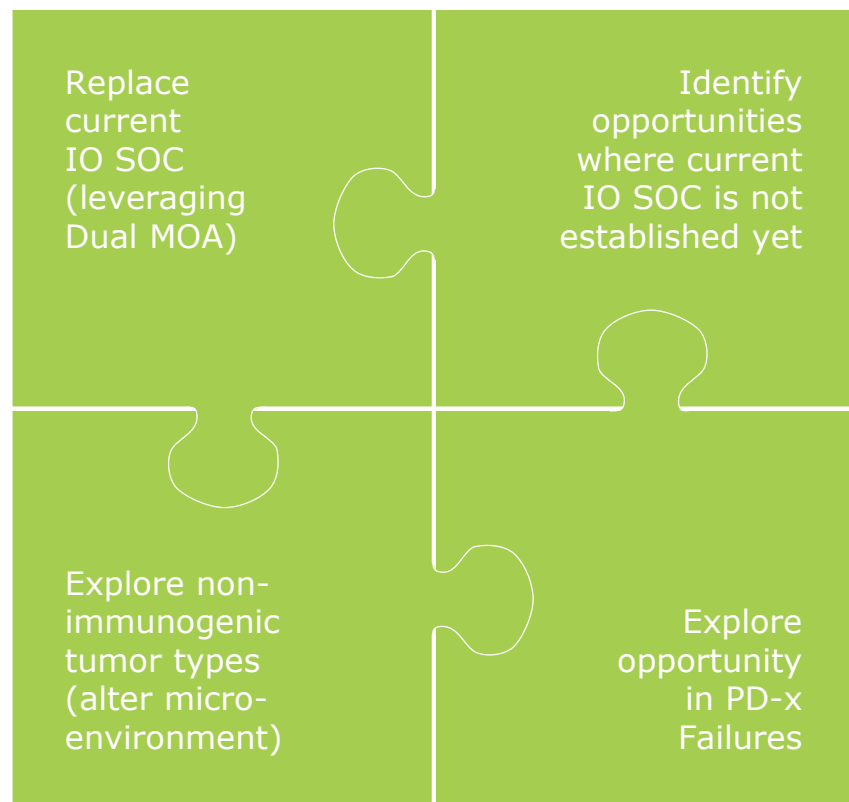 Replace
current
IO SOC
(leveraging
Dual MOA)
Identify
opportunities
where current
IO SOC is not
established yet
Explore non-
immunogenic
tumor types
(alter micro-
environment)
Explore
opportunity
in PD-x
Failures